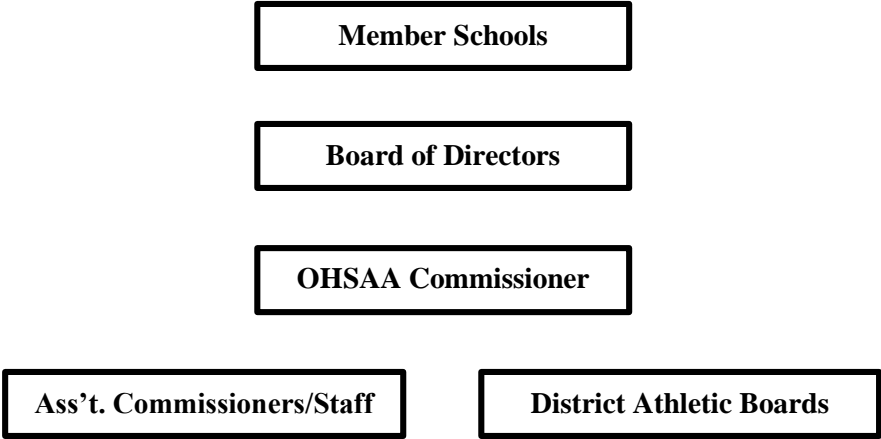 Member Schools
Board of Directors
OHSAA Commissioner
Ass’t. Commissioners/Staff
District Athletic Boards